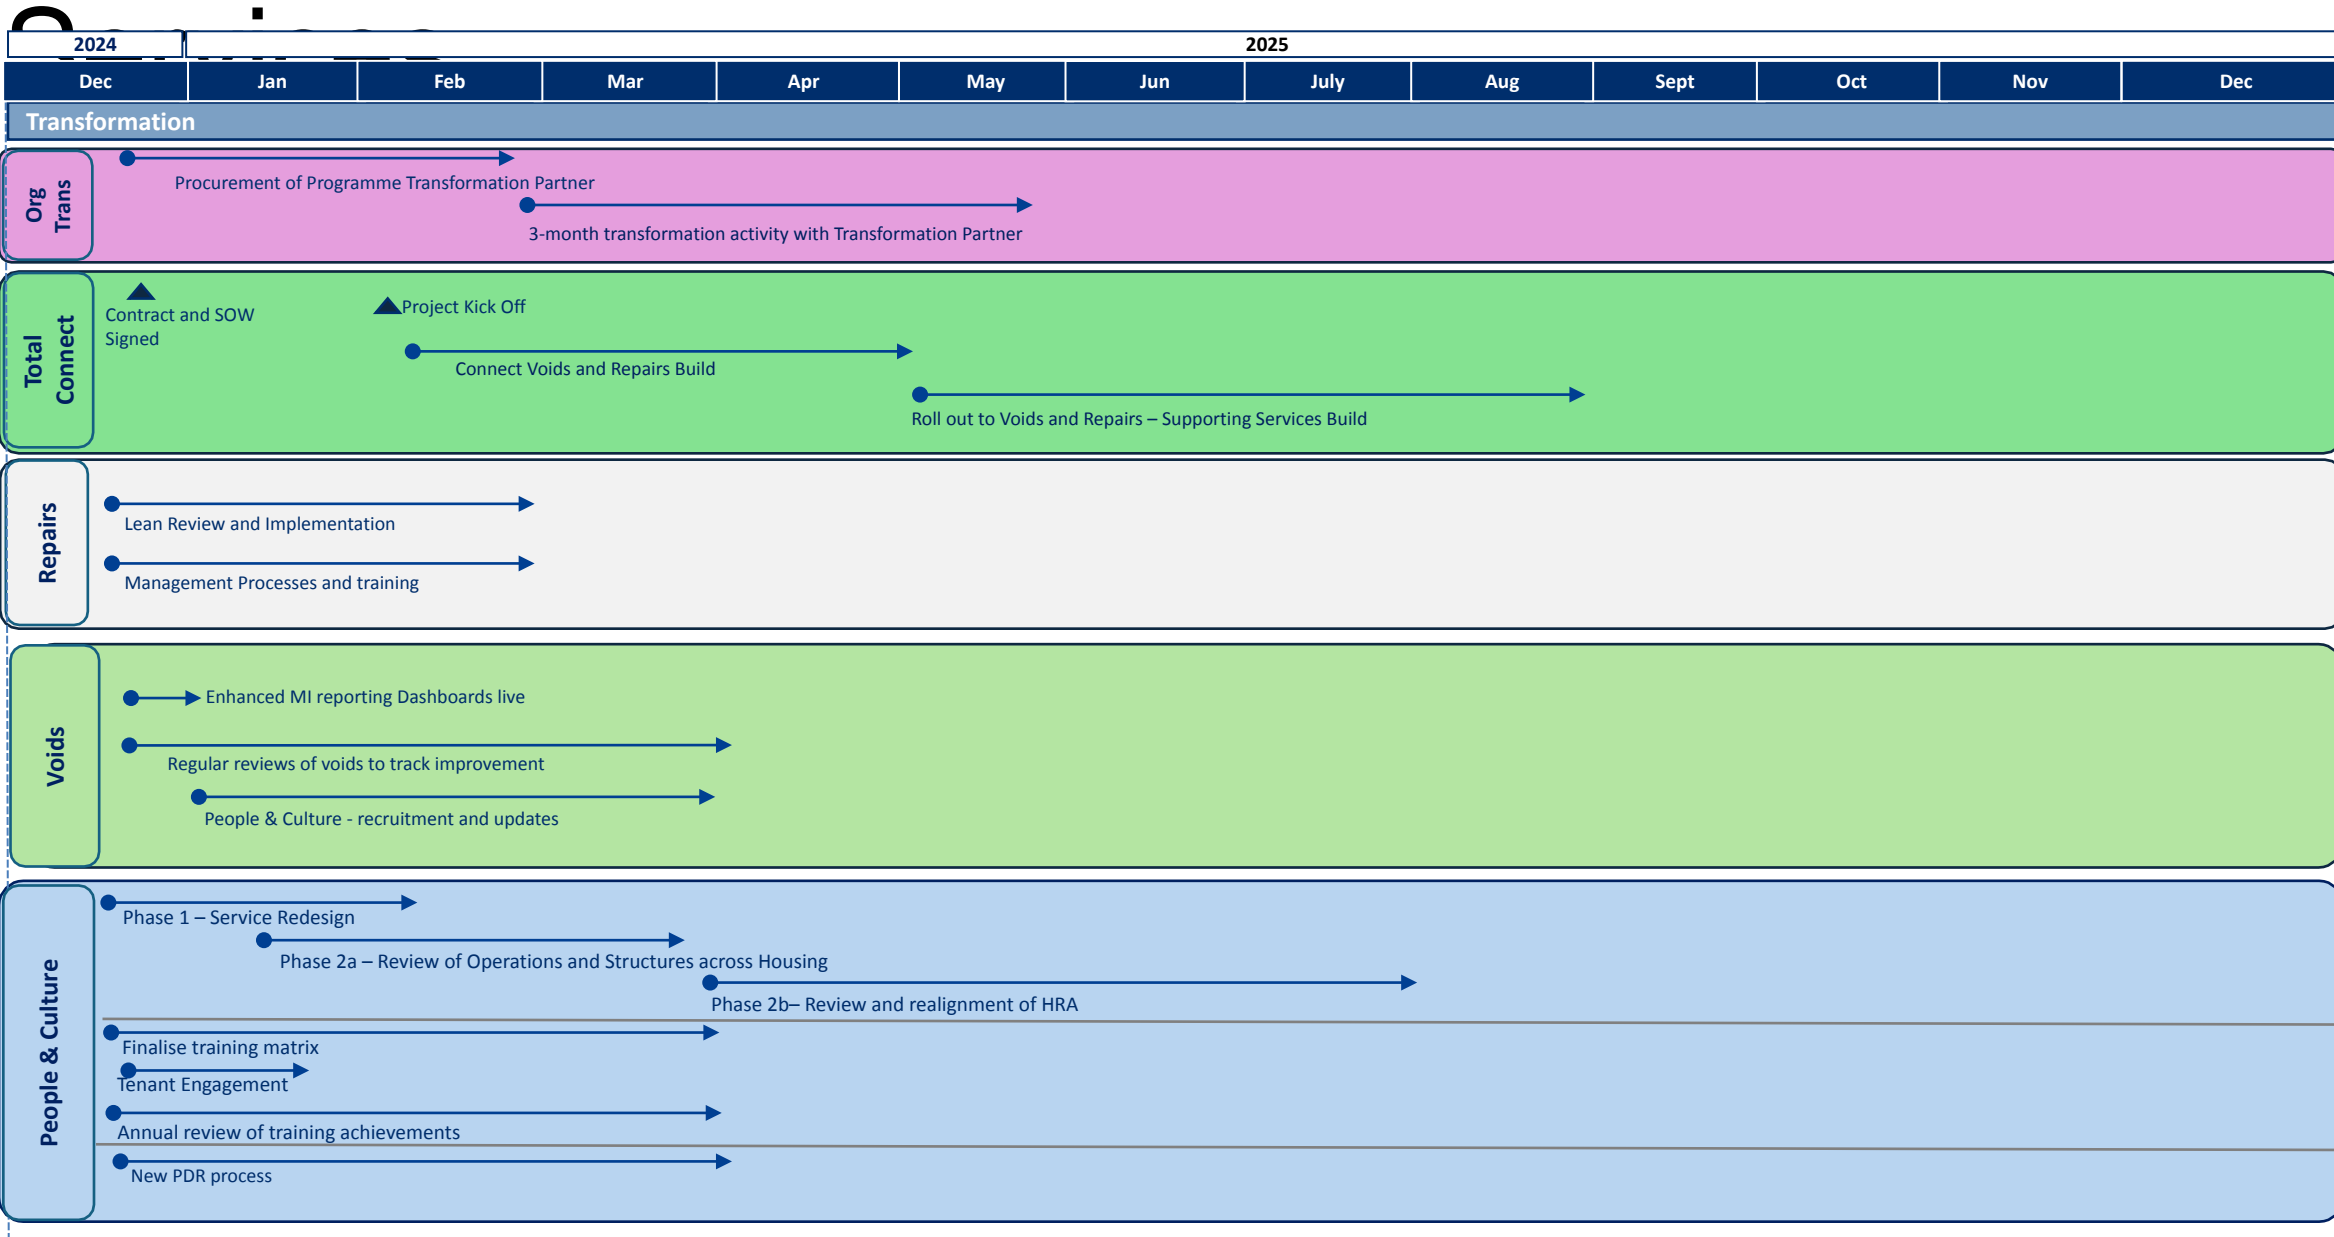 2024
2025
Dec
Jan
Feb
Mar
Apr
May
Jun
July
Aug
Sept
Oct
Nov
Dec
Transformation
Org
Trans
Procurement of Programme Transformation Partner
3-month transformation activity with Transformation Partner
Total
Connect
Contract and SOW
Signed
Project Kick Off
Connect Voids and Repairs Build
Roll out to Voids and Repairs – Supporting Services Build
Repairs
Lean Review and Implementation
Management Processes and training
Voids
Enhanced MI reporting Dashboards live
Regular reviews of voids to track improvement
People & Culture - recruitment and updates
People & Culture
Phase 1 – Service Redesign
Phase 2a – Review of Operations and Structures across Housing
Phase 2b– Review and realignment of HRA
Finalise training matrix
Tenant Engagement
Annual review of training achievements
New PDR process